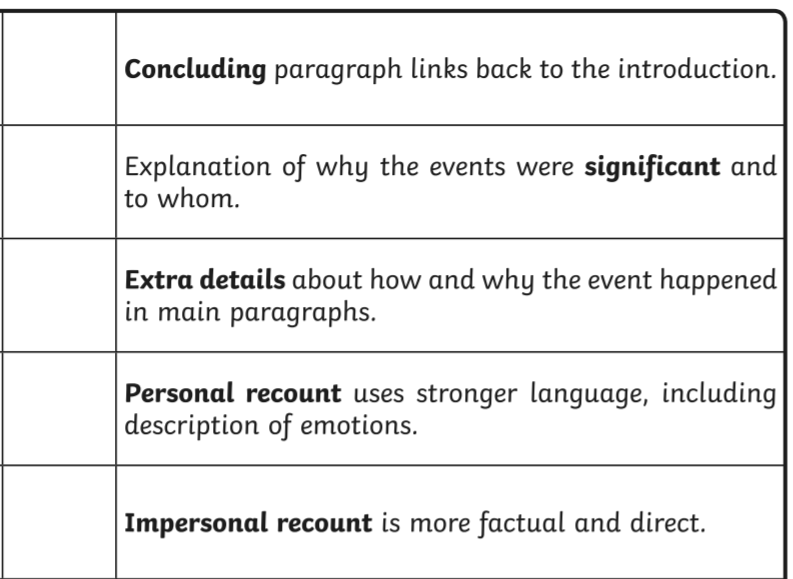 Concluding paragraph links back to the introduction.
Explanation of why the events were significant and
to whom.
Extra details about how and why the event happened
in main paragraphs.
Personal recount uses stronger language, including
description of emotions.
Impersonal recount is more factual and direct.